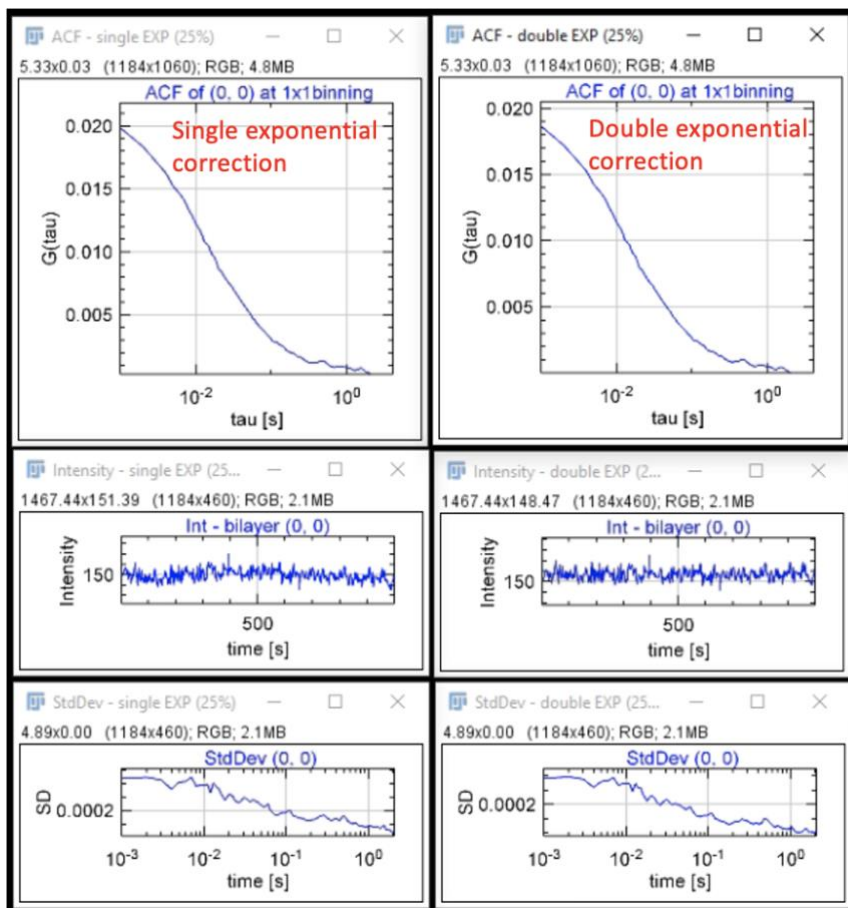 ACF - single EXP (25%)
5.33x0.03 (1184x1060); RGB; 4.8MB
ACF of (0, 0) at 1x1binning
Single exponential
correction
0.020
0.015
0.010
0.005
G(tau)
10-2
100
tau [s]
ACF - double EXP (25%)
5.33x0.03 (1184x1060); RGB; 4.8MB
ACF of (0, 0) at 1x1binning
Double exponential
correction
0.020
0.015
0.010
0.005
G(tau)
10-2
100
tau [s]
Intensity - single EXP (25...
1467.44x151.39 (1184x460); RGB; 2.1MB
Int - bilayer (0, 0)
Intensity
150
500
time [s]
Intensity - double EXP (2...
1467.44x148.47 (1184x460); RGB; 2.1MB
Int - bilayer (0, 0)
Intensity
150
500
time [s]
StdDev - single EXP (25%)
4.89x0.00 (1184x460); RGB; 2.1MB
StdDev (0, 0)
SD
0.0002
10-3 10-2 10-1 100
time [s]
StdDev - double EXP (25...
4.89x0.00 (1184x460); RGB; 2.1MB
StdDev (0, 0)
SD
0.0002
10-3 10-2 10-1 100
time [s]